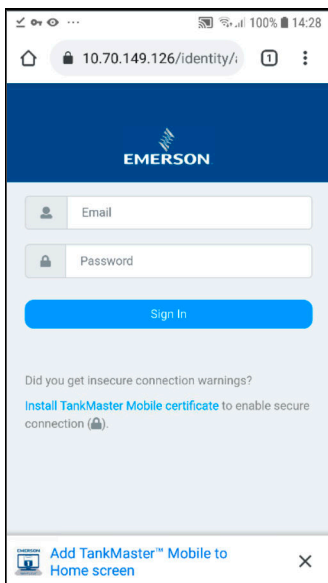 100% 14:28
10.70.149.126/identity/
1
EMERSON
Email
Password
Sign In
Did you get insecure connection warnings?
Install TankMaster Mobile certificate to enable secure
connection ( ).
EMERSON
Add TankMaster™ Mobile to
Home screen